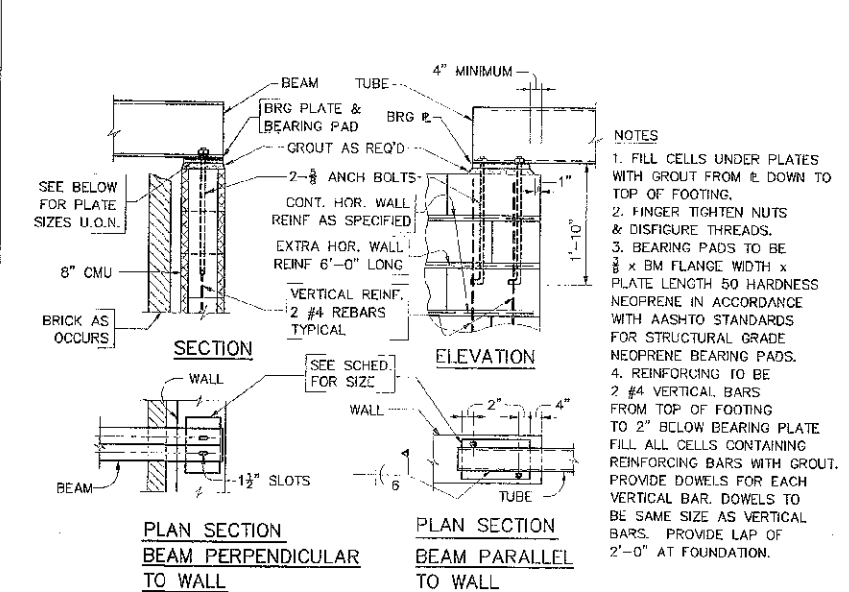 4" MINIMUM
BEAM
TUBE
BRG PLATE &
BEARING PAD
BRG ℄
GROUT AS REQ'D
SEE BELOW
FOR PLATE
SIZES U.O.N.
2-⅝ ANCH BOLTS
1"
CONT. HOR. WALL
REINF AS SPECIFIED
EXTRA HOR. WALL
REINF 6'-0" LONG
1'-10"
8" CMU
VERTICAL REINF.
2 #4 REBARS
TYPICAL
BRICK AS
OCCURS
SECTION
ELEVATION
SEE SCHED.
FOR SIZE
WALL
WALL
2"
4"
1½" SLOTS
BEAM
6
4
TUBE
PLAN SECTION
BEAM PERPENDICULAR
TO WALL
PLAN SECTION
BEAM PARALLEL
TO WALL
NOTES
1. FILL CELLS UNDER PLATES
WITH GROUT FROM ℄ DOWN TO
TOP OF FOOTING.
2. FINGER TIGHTEN NUTS
& DISFIGURE THREADS.
3. BEARING PADS TO BE
⅜ x BM FLANGE WIDTH x
PLATE LENGTH 50 HARDNESS
NEOPRENE IN ACCORDANCE
WITH AASHTO STANDARDS
FOR STRUCTURAL GRADE
NEOPRENE BEARING PADS.
4. REINFORCING TO BE
2 #4 VERTICAL BARS
FROM TOP OF FOOTING
TO 2" BELOW BEARING PLATE
FILL ALL CELLS CONTAINING
REINFORCING BARS WITH GROUT.
PROVIDE DOWELS FOR EACH
VERTICAL BAR. DOWELS TO
BE SAME SIZE AS VERTICAL
BARS. PROVIDE LAP OF
2'-0" AT FOUNDATION.